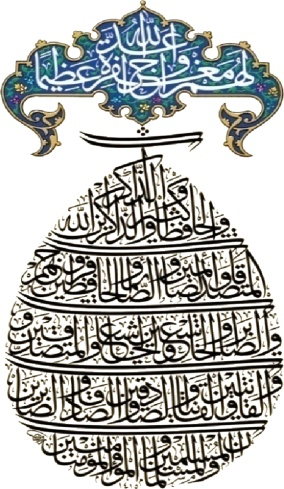 إن المسلمين والمسلمات والمؤمنين والمؤمنات
والقانتين والقانتات والصادقين والصادقات والصابرين
والصابرات والخاشعين والخاشعات والمتصدقين
والمتصدقات والصائمين والصائمات والحافظين فروجهم
والحافظات والذاكرين الله كثيرا والذاكرات
أعد الله لهم مغفرة وأجرا عظيما